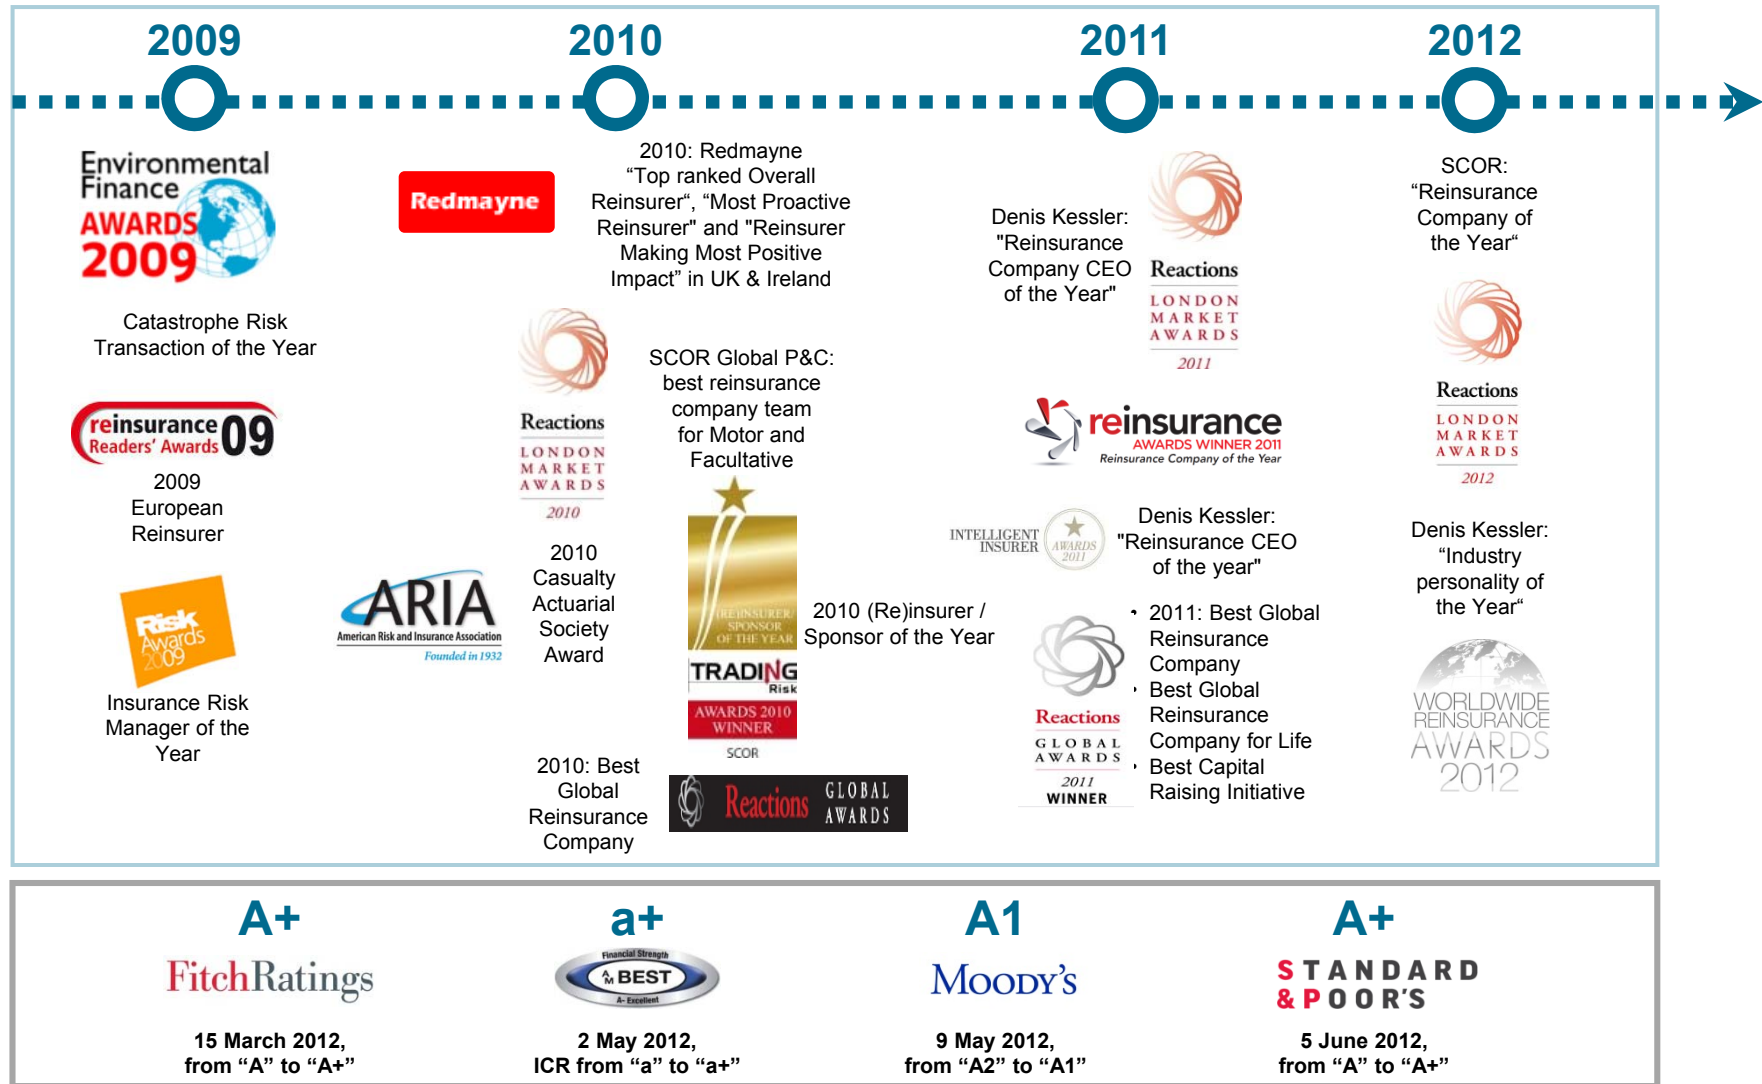 2009
2010
2011
2012
Environmental
Finance
AWARDS
2009
Catastrophe Risk
Transaction of the Year
reinsurance
Readers' Awards 09
2009
European
Reinsurer
Risk
Awards
2009
Insurance Risk
Manager of the
Year
Redmayne
2010: Redmayne
“Top ranked Overall
Reinsurer“, “Most Proactive
Reinsurer" and "Reinsurer
Making Most Positive
Impact” in UK & Ireland
Reactions
LONDON
MARKET
AWARDS
2010
SCOR Global P&C:
best reinsurance
company team
for Motor and
Facultative
ARIA
American Risk and Insurance Association
Founded in 1932
2010
Casualty
Actuarial
Society
Award
(RE)INSURER/
SPONSOR
OF THE YEAR
TRADING
Risk
AWARDS 2010
WINNER
SCOR
2010 (Re)insurer /
Sponsor of the Year
2010: Best
Global
Reinsurance
Company
Reactions
GLOBAL
AWARDS
Denis Kessler:
"Reinsurance
Company CEO
of the Year"
Reactions
LONDON
MARKET
AWARDS
2011
reinsurance
AWARDS WINNER 2011
Reinsurance Company of the Year
INTELLIGENT
INSURER
AWARDS
2011
Denis Kessler:
"Reinsurance CEO
of the year"
Reactions
GLOBAL
AWARDS
2011
WINNER
• 2011: Best Global
Reinsurance
Company
• Best Global
Reinsurance
Company for Life
• Best Capital
Raising Initiative
SCOR:
“Reinsurance
Company of
the Year“
Reactions
LONDON
MARKET
AWARDS
2012
Denis Kessler:
“Industry
personality of
the Year“
WORLDWIDE
REINSURANCE
AWARDS
2012
A+
FitchRatings
15 March 2012,
from “A” to “A+”
a+
Financial Strength
AM BEST
A- Excellent
2 May 2012,
ICR from “a” to “a+”
A1
MOODY'S
9 May 2012,
from “A2” to “A1”
A+
STANDARD
&POOR'S
5 June 2012,
from “A” to “A+”